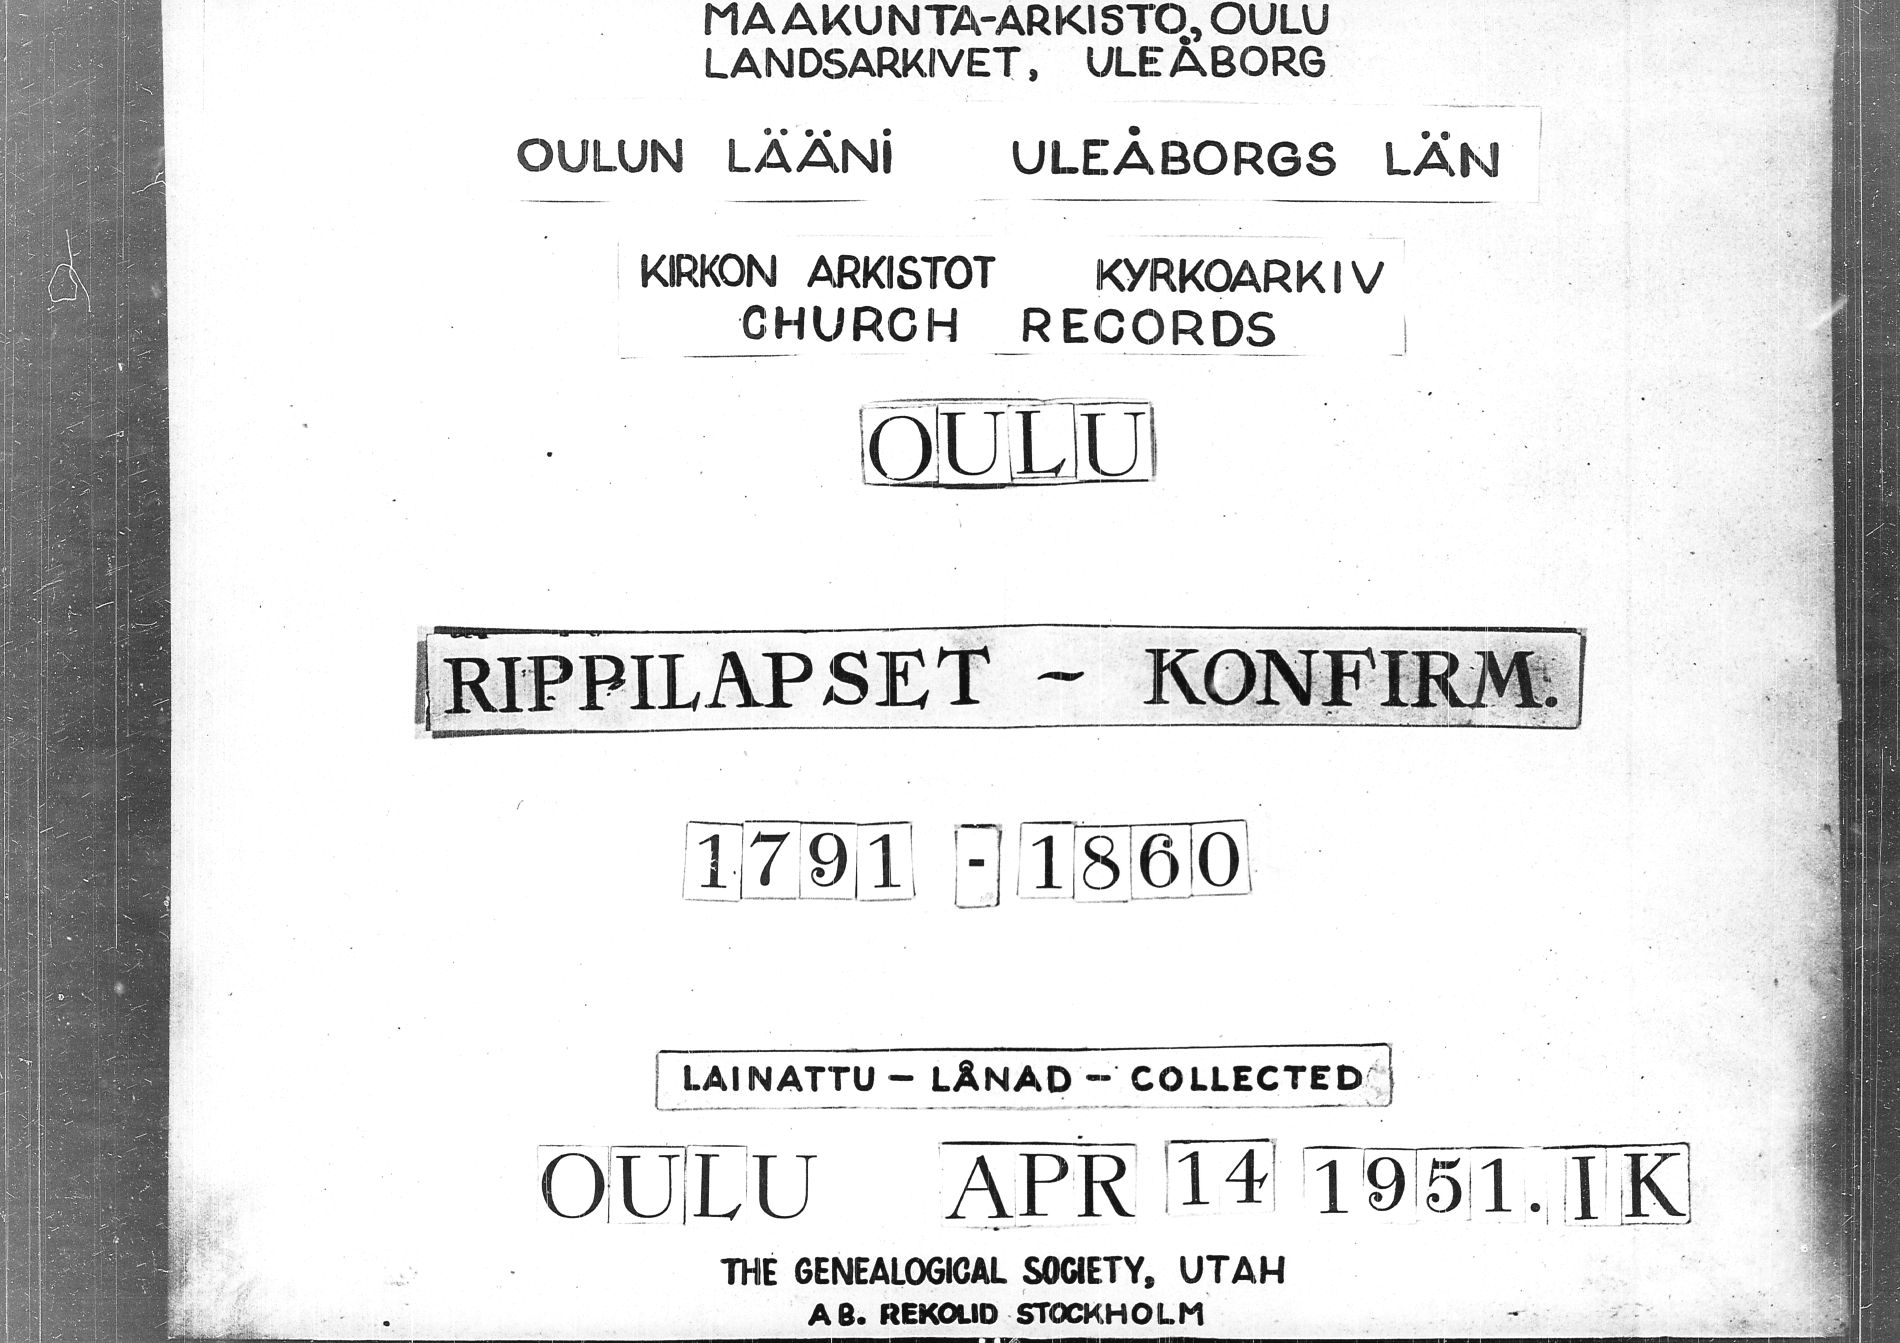 MAAKUNTA-ARKISTO, OULU
LANDSARKIVET, ULEÅBORG
OULUN LÄÄNI ULEÅBORGS LÄN
KIRKON ARKISTOT KYRKOARKIV
CHURCH RECORDS
OULU
RIPPILAPSET - KONFIRM.
1791 - 1860
LAINATTU - LÅNAD - COLLECTED
OULU APR 14 1951. IK
THE GENEALOGICAL SOCIETY, UTAH
AB. REKOLID STOCKHOLM